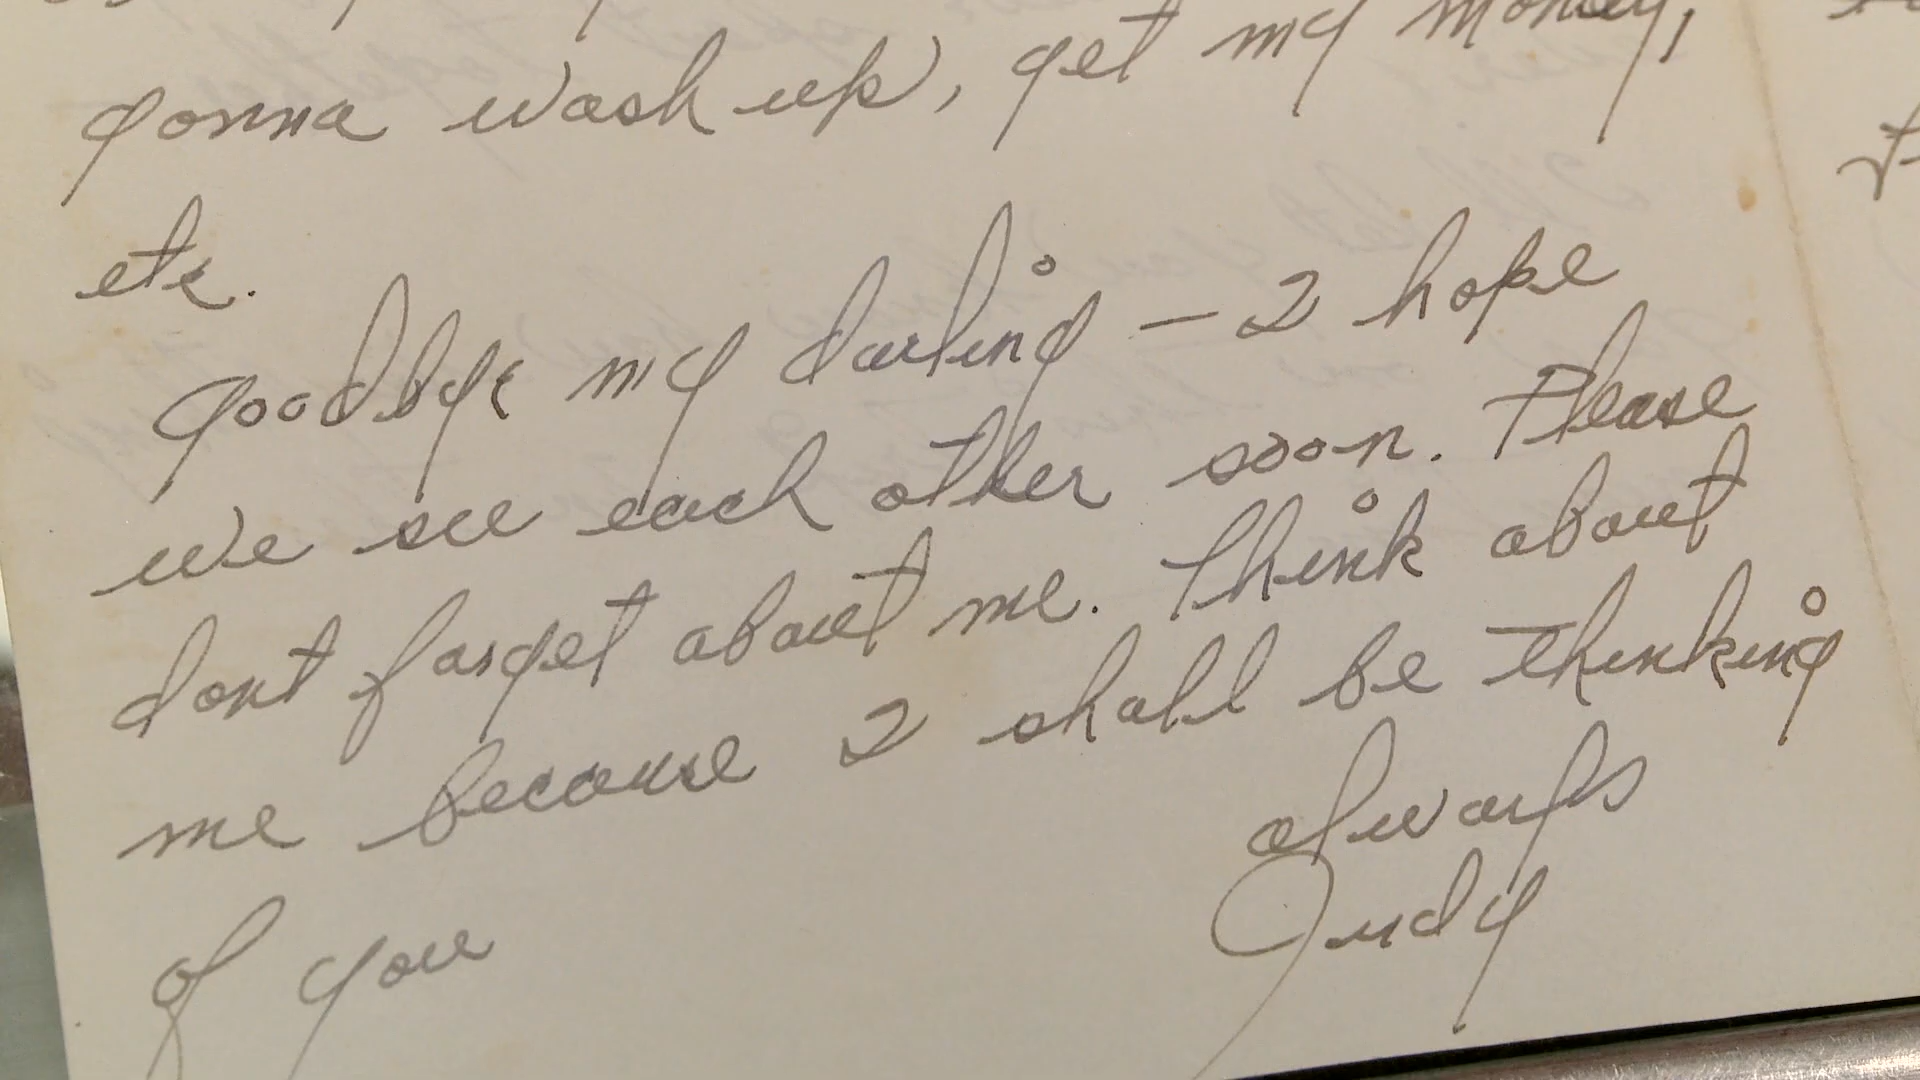 gonna wash up, get my money,
etc.
Goodbye my darling — I hope
we see each other soon. Please
dont forget about me. Think about
me because I shall be thinking
of you always
Judy